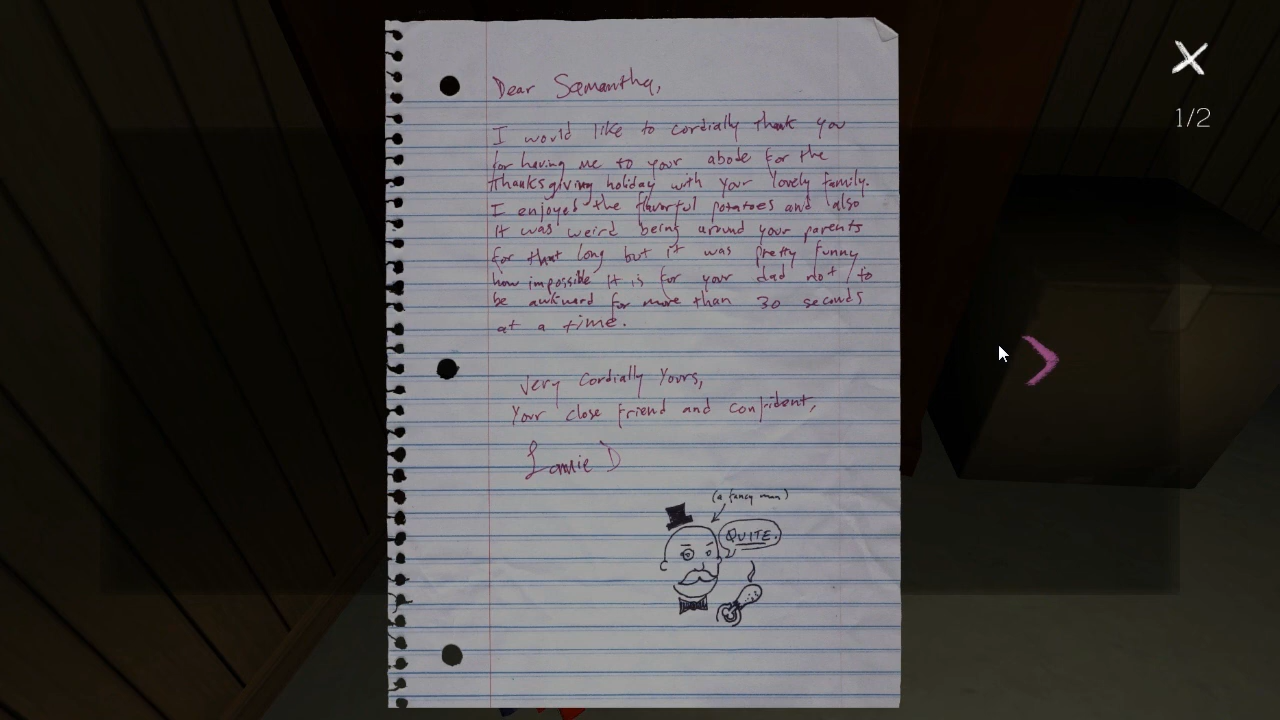 1/2
Dear Samantha,
I would like to cordially thank you
for having me to your abode for the
thanksgiving holiday with your lovely family.
I enjoyed the flavorful potatoes and also
it was weird being around your parents
for that long but it was pretty funny
how impossible it is for your dad not to
be awkward for more than 30 seconds
at a time.
Very Cordially Yours,
Your close friend and confident,
Lonnie D
(a fancy man)
QUITE.